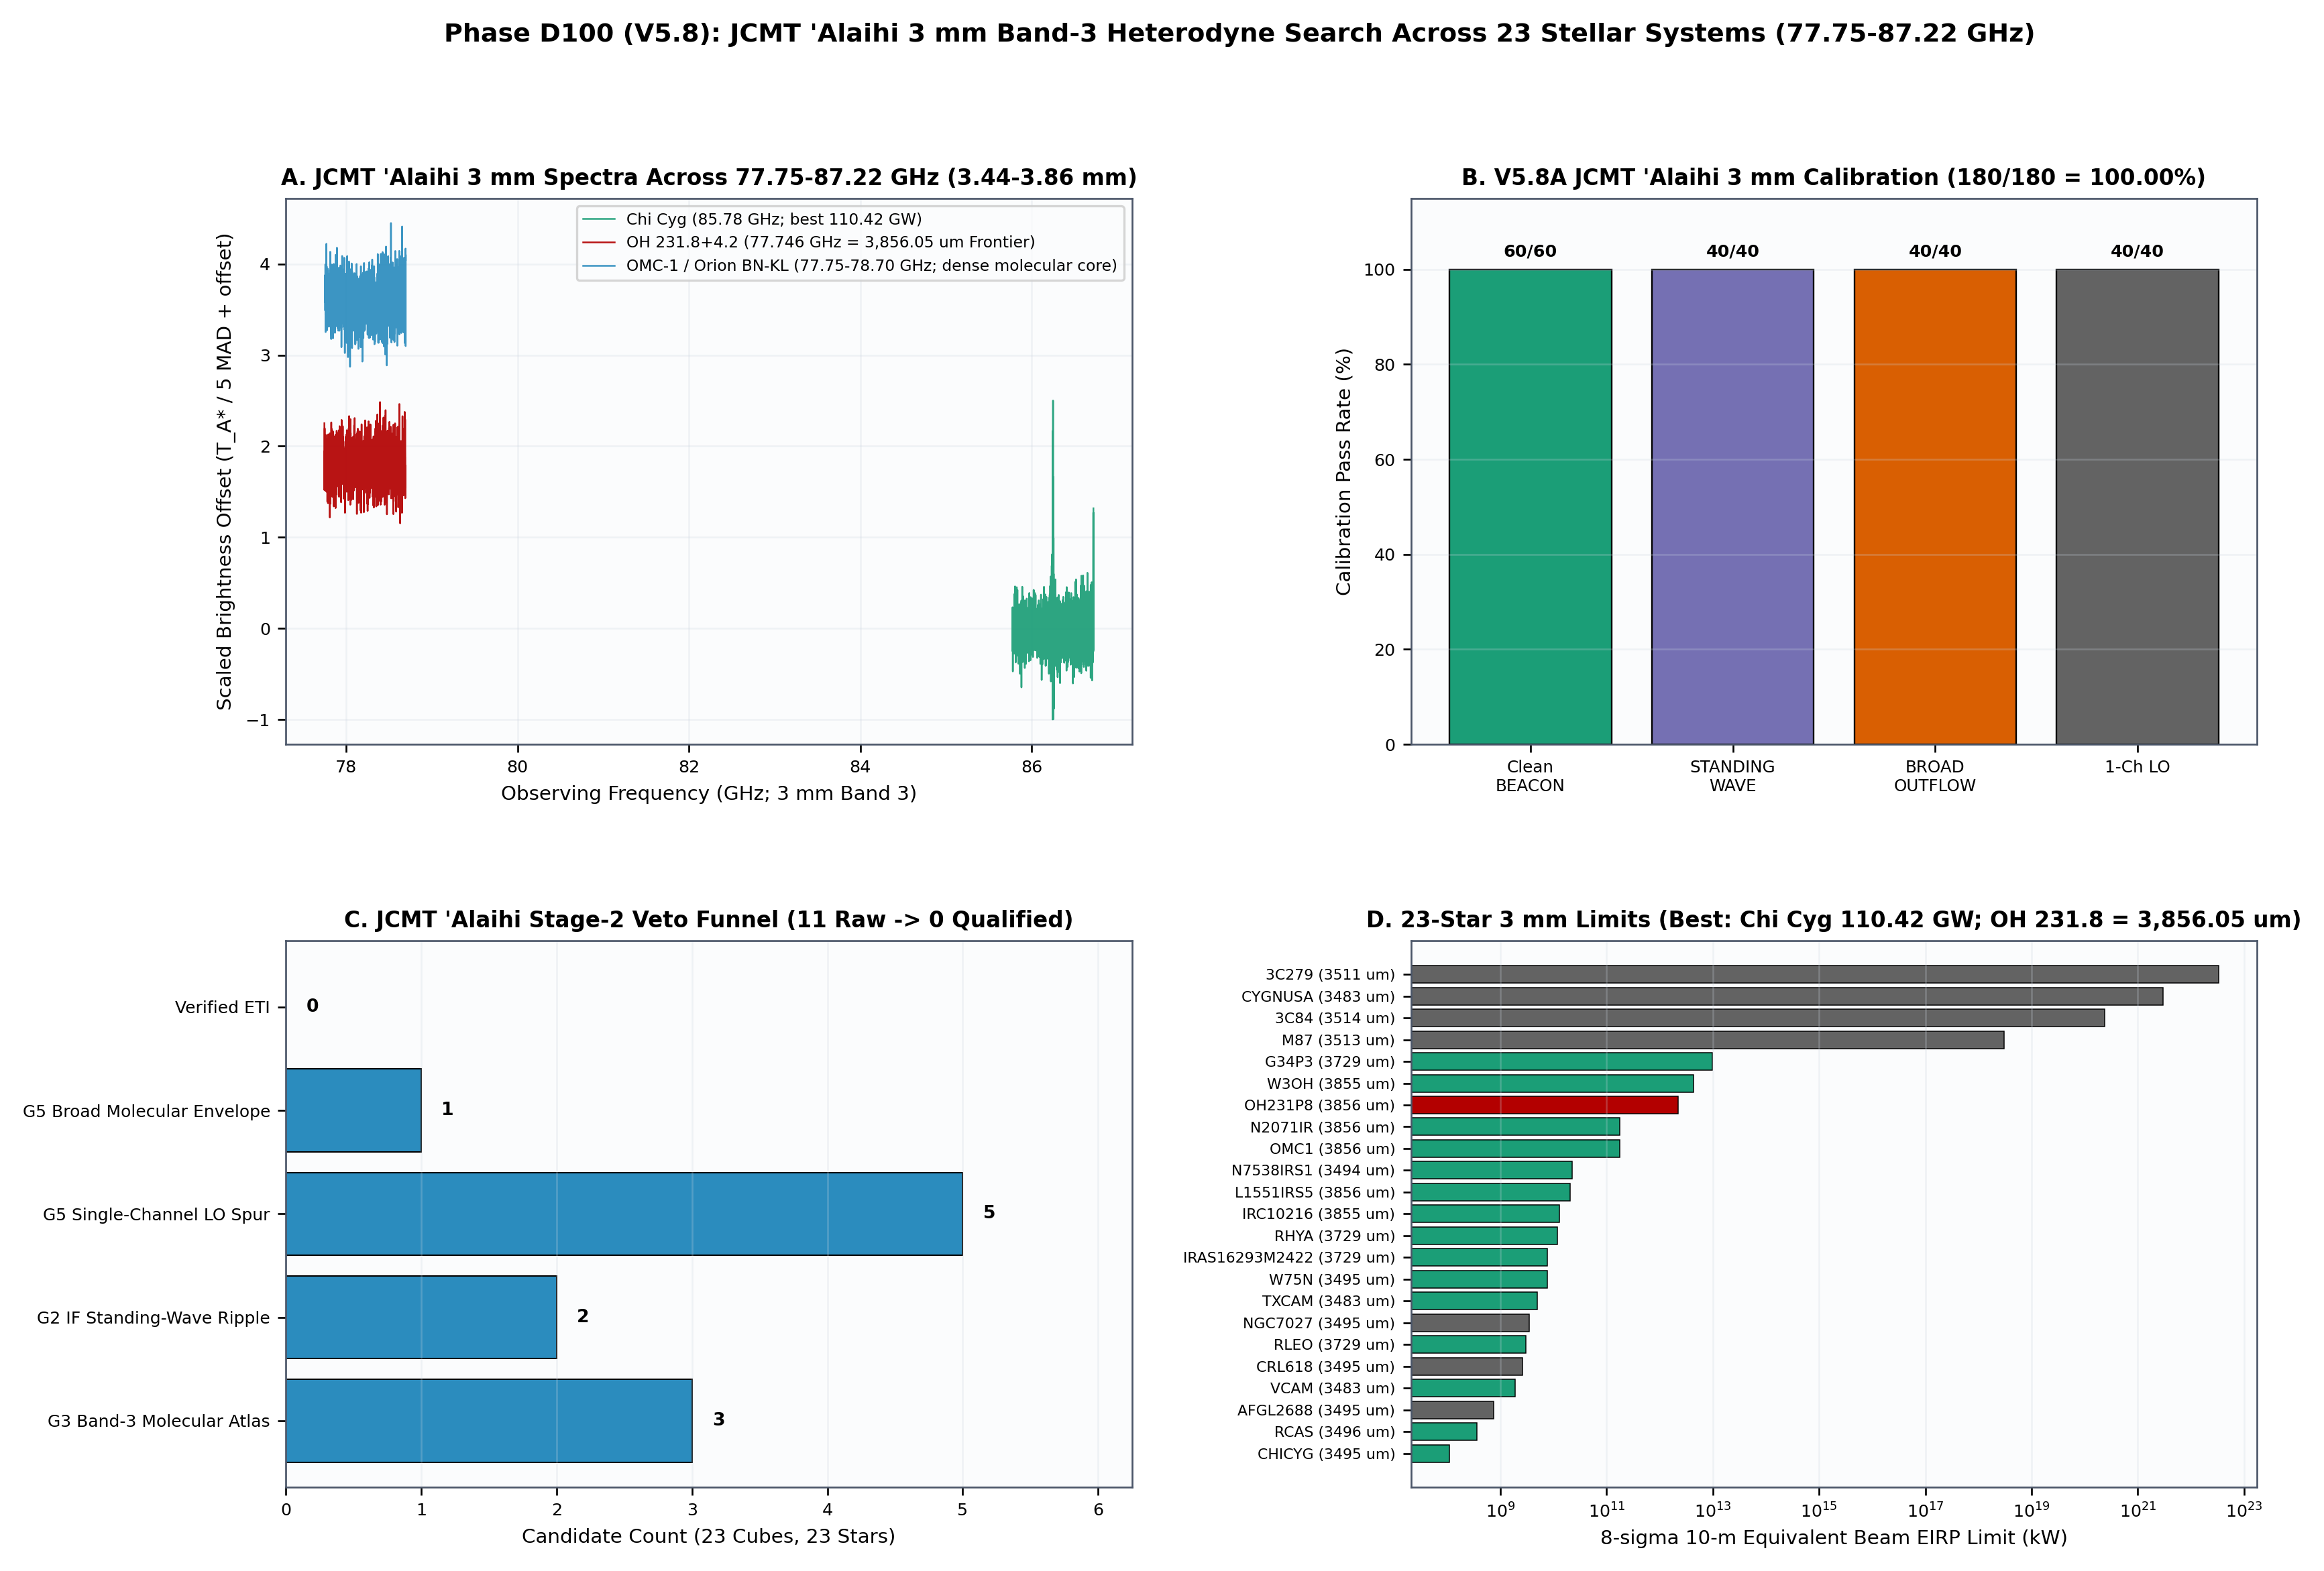 Phase D100 (V5.8): JCMT 'Alaihi 3 mm Band-3 Heterodyne Search Across 23 Stellar Systems (77.75-87.22 GHz)
A. JCMT 'Alaihi 3 mm Spectra Across 77.75-87.22 GHz (3.44-3.86 mm)
Chi Cyg (85.78 GHz; best 110.42 GW)
OH 231.8+4.2 (77.746 GHz = 3,856.05 um Frontier)
OMC-1 / Orion BN-KL (77.75-78.70 GHz; dense molecular core)
Scaled Brightness Offset (T_A* / 5 MAD + offset)
4
3
2
1
0
−1
78
80
82
84
86
Observing Frequency (GHz; 3 mm Band 3)
B. V5.8A JCMT 'Alaihi 3 mm Calibration (180/180 = 100.00%)
60/60
40/40
40/40
40/40
Calibration Pass Rate (%)
100
80
60
40
20
0
Clean
BEACON
STANDING
WAVE
BROAD
OUTFLOW
1-Ch LO
C. JCMT 'Alaihi Stage-2 Veto Funnel (11 Raw -> 0 Qualified)
Verified ETI
0
G5 Broad Molecular Envelope
1
G5 Single-Channel LO Spur
5
G2 IF Standing-Wave Ripple
2
G3 Band-3 Molecular Atlas
3
0
1
2
3
4
5
6
Candidate Count (23 Cubes, 23 Stars)
D. 23-Star 3 mm Limits (Best: Chi Cyg 110.42 GW; OH 231.8 = 3,856.05 um)
3C279 (3511 um)
CYGNUSA (3483 um)
3C84 (3514 um)
M87 (3513 um)
G34P3 (3729 um)
W3OH (3855 um)
OH231P8 (3856 um)
N2071IR (3856 um)
OMC1 (3856 um)
N7538IRS1 (3494 um)
L1551IRS5 (3856 um)
IRC10216 (3855 um)
RHYA (3729 um)
IRAS16293M2422 (3729 um)
W75N (3495 um)
TXCAM (3483 um)
NGC7027 (3495 um)
RLEO (3729 um)
CRL618 (3495 um)
VCAM (3483 um)
AFGL2688 (3495 um)
RCAS (3496 um)
CHICYG (3495 um)
10⁹
10¹¹
10¹³
10¹⁵
10¹⁷
10¹⁹
10²¹
10²³
8-sigma 10-m Equivalent Beam EIRP Limit (kW)